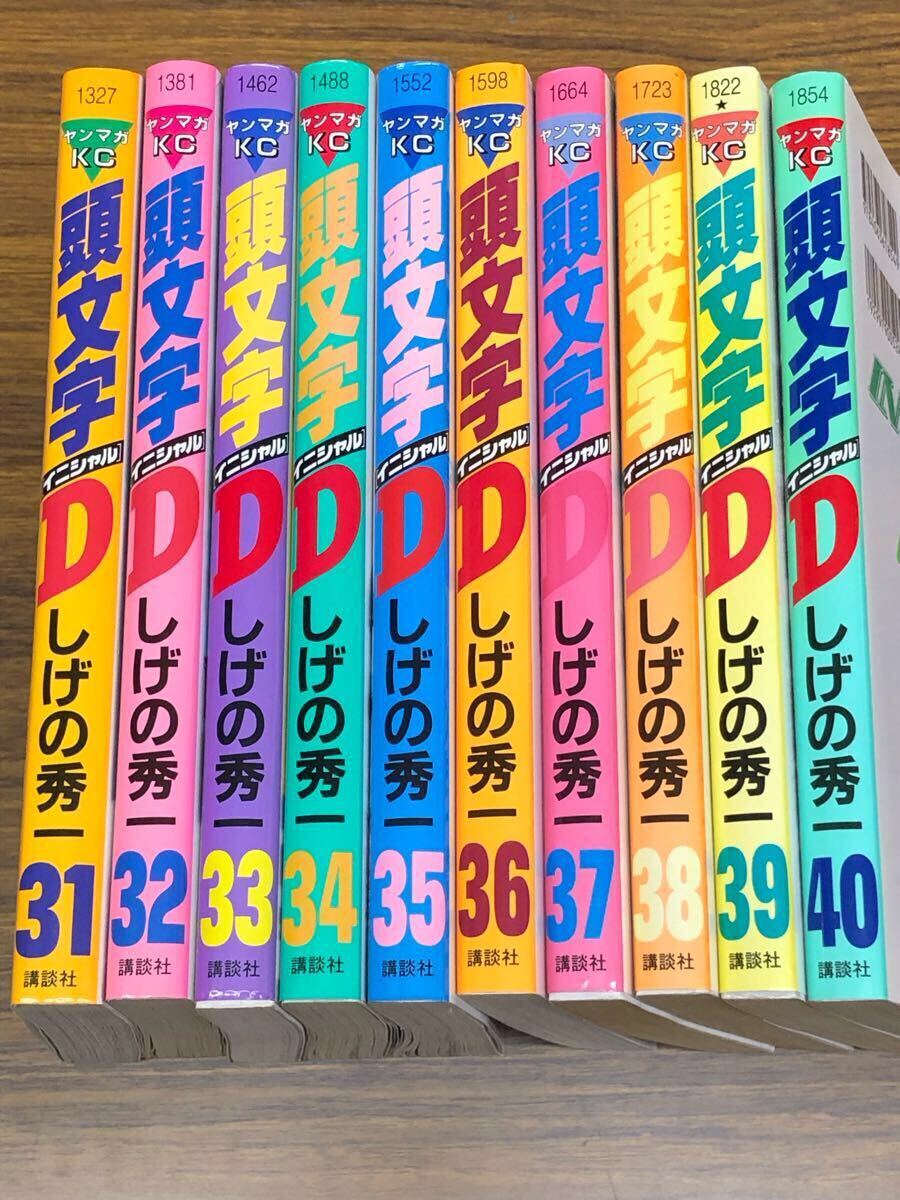 1327
ヤンマガ
KC
頭文字
イニシャル
D
しげの秀一
31
講談社
1381
ヤンマガ
KC
頭文字
イニシャル
D
しげの秀一
32
講談社
1462
ヤンマガ
KC
頭文字
イニシャル
D
しげの秀一
33
講談社
1488
ヤンマガ
KC
頭文字
イニシャル
D
しげの秀一
34
講談社
1552
ヤンマガ
KC
頭文字
イニシャル
D
しげの秀一
35
講談社
1598
ヤンマガ
KC
頭文字
イニシャル
D
しげの秀一
36
講談社
1664
ヤンマガ
KC
頭文字
イニシャル
D
しげの秀一
37
講談社
1723
ヤンマガ
KC
頭文字
イニシャル
D
しげの秀一
38
講談社
1822
★
ヤンマガ
KC
頭文字
イニシャル
D
しげの秀一
39
講談社
1854
ヤンマガ
KC
頭文字
イニシャル
D
しげの秀一
40
講談社